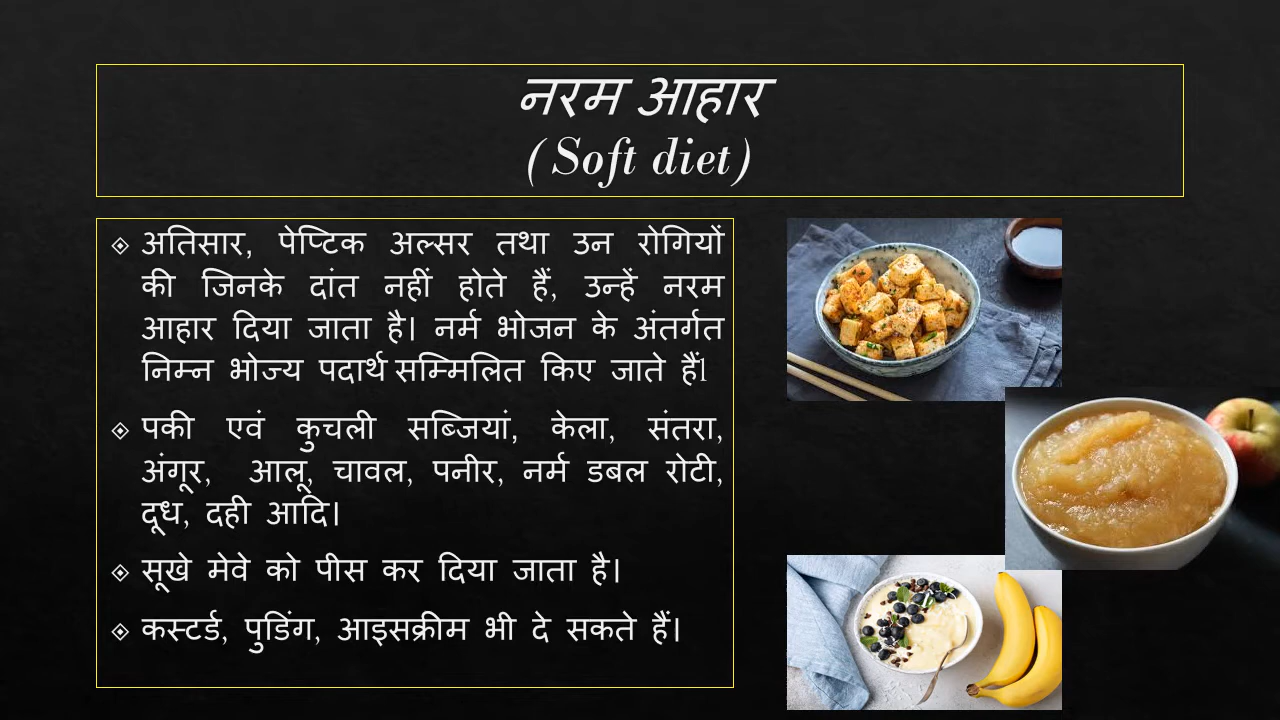 नरम आहार
(Soft diet)
अतिसार, पेप्टिक अल्सर तथा उन रोगियों
की जिनके दांत नहीं होते हैं, उन्हें नरम
आहार दिया जाता है। नर्म भोजन के अंतर्गत
निम्न भोज्य पदार्थ सम्मिलित किए जाते हैंl
पकी एवं कुचली सब्जियां, केला, संतरा,
अंगूर, आलू, चावल, पनीर, नर्म डबल रोटी,
दूध, दही आदि।
सूखे मेवे को पीस कर दिया जाता है।
कस्टर्ड, पुडिंग, आइसक्रीम भी दे सकते हैं।